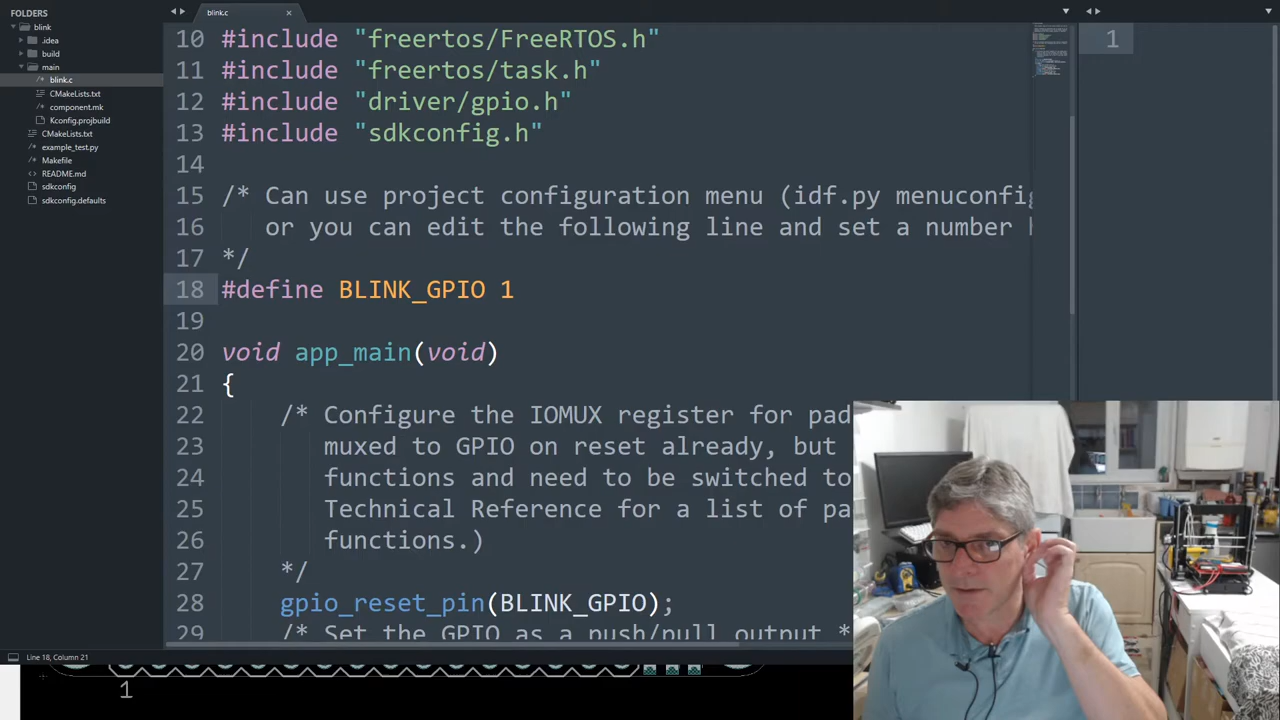 FOLDERS
blink
.idea
build
main
blink.c
CMakeLists.txt
component.mk
Kconfig.projbuild
CMakeLists.txt
example_test.py
Makefile
README.md
sdkconfig
sdkconfig.defaults
blink.c
10 #include "freertos/FreeRTOS.h"
11 #include "freertos/task.h"
12 #include "driver/gpio.h"
13 #include "sdkconfig.h"
14
15 /* Can use project configuration menu (idf.py menuconfig
16 or you can edit the following line and set a number
17 */
18 #define BLINK_GPIO 1
19
20 void app_main(void)
21 {
22 /* Configure the IOMUX register for pad
23 muxed to GPIO on reset already, but
24 functions and need to be switched to
25 Technical Reference for a list of pa
26 functions.)
27 */
28 gpio_reset_pin(BLINK_GPIO);
29 /* Set the GPIO as a push/pull output *
1
Line 18, Column 21
1